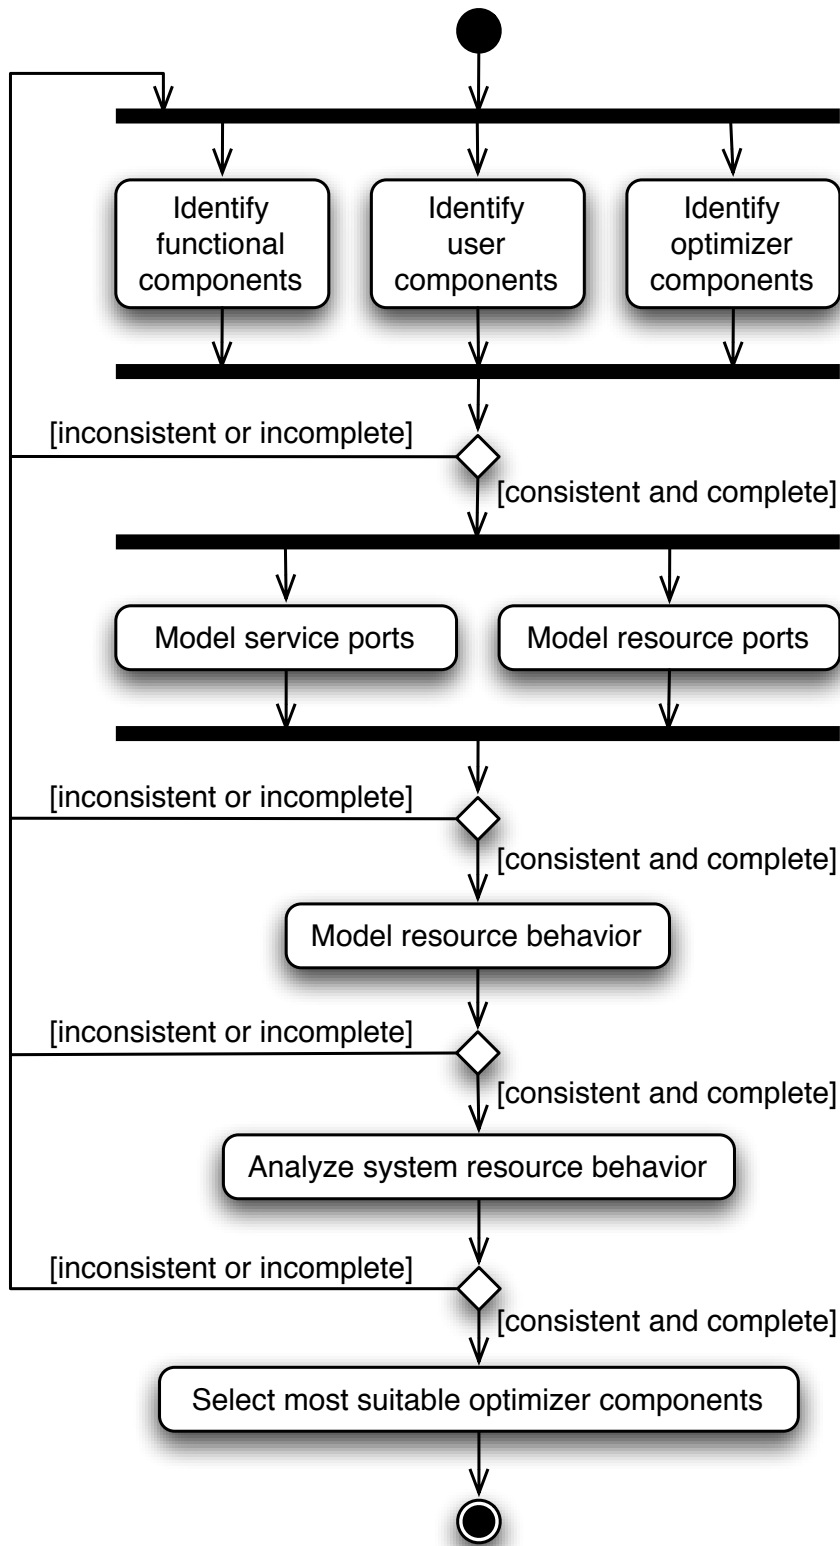 Identify
functional
components
Identify
user
components
Identify
optimizer
components
[inconsistent or incomplete]
[consistent and complete]
Model service ports
Model resource ports
[inconsistent or incomplete]
[consistent and complete]
Model resource behavior
[inconsistent or incomplete]
[consistent and complete]
Analyze system resource behavior
[inconsistent or incomplete]
[consistent and complete]
Select most suitable optimizer components